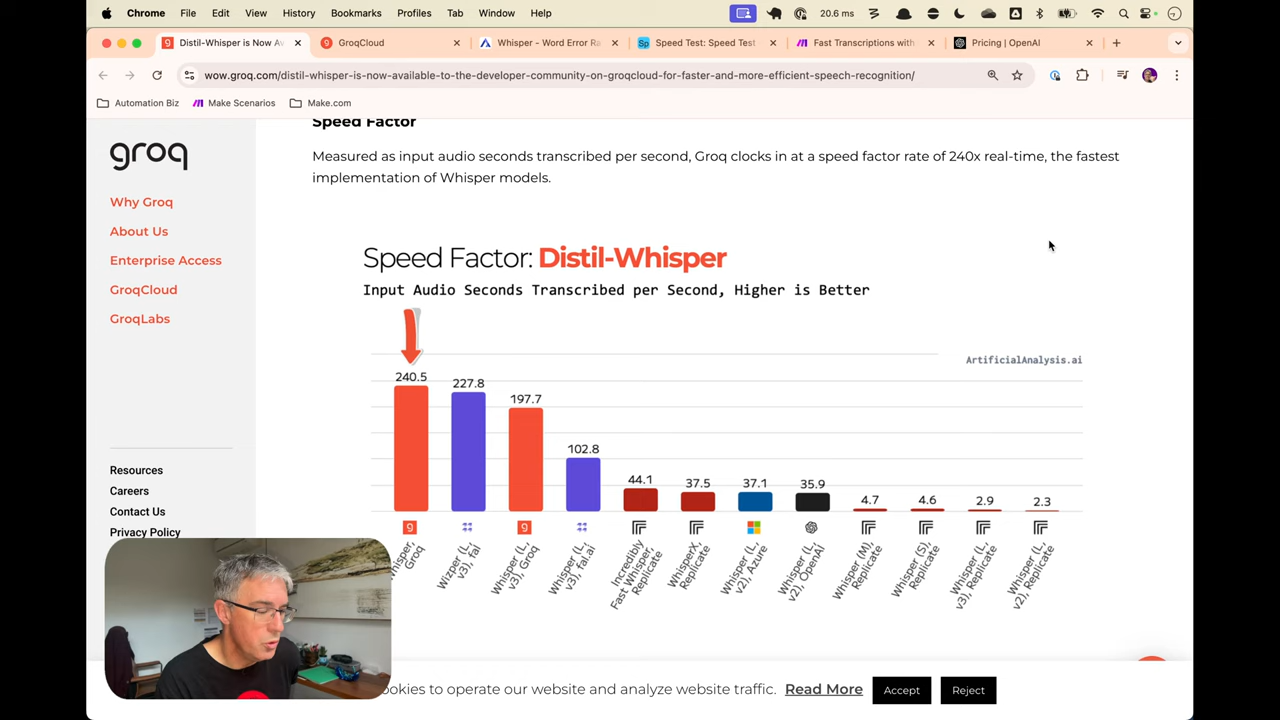 Chrome File Edit View History Bookmarks Profiles Tab Window Help 20.6 ms
Distil-Whisper is Now Av GroqCloud Whisper - Word Error Ra Speed Test: Speed Test Fast Transcriptions with Pricing | OpenAI
wow.groq.com/distil-whisper-is-now-available-to-the-developer-community-on-groqcloud-for-faster-and-more-efficient-speech-recognition/
Automation Biz Make Scenarios Make.com
groq
Why Groq
About Us
Enterprise Access
GroqCloud
GroqLabs
Resources
Careers
Contact Us
Privacy Policy
Speed Factor
Measured as input audio seconds transcribed per second, Groq clocks in at a speed factor rate of 240x real-time, the fastest
implementation of Whisper models.
Speed Factor: Distil-Whisper
Input Audio Seconds Transcribed per Second, Higher is Better
ArtificialAnalysis.ai
240.5 227.8 197.7 102.8 44.1 37.5 37.1 35.9 4.7 4.6 2.9 2.3
Whisper,
Groq
Wizper (L,
v3), Fal
Whisper (L,
v3), Groq
Whisper (L,
v3), Fal.ai
Incredibly
Fast Whisper,
Replicate
WhisperX,
Replicate
Whisper (L,
v2), Azure
Whisper (L,
v2), OpenAI
Whisper (M),
Replicate
Whisper (S),
Replicate
Whisper (L,
v3), Replicate
Whisper (L,
v2), Replicate
ookies to operate our website and analyze website traffic. Read More Accept Reject